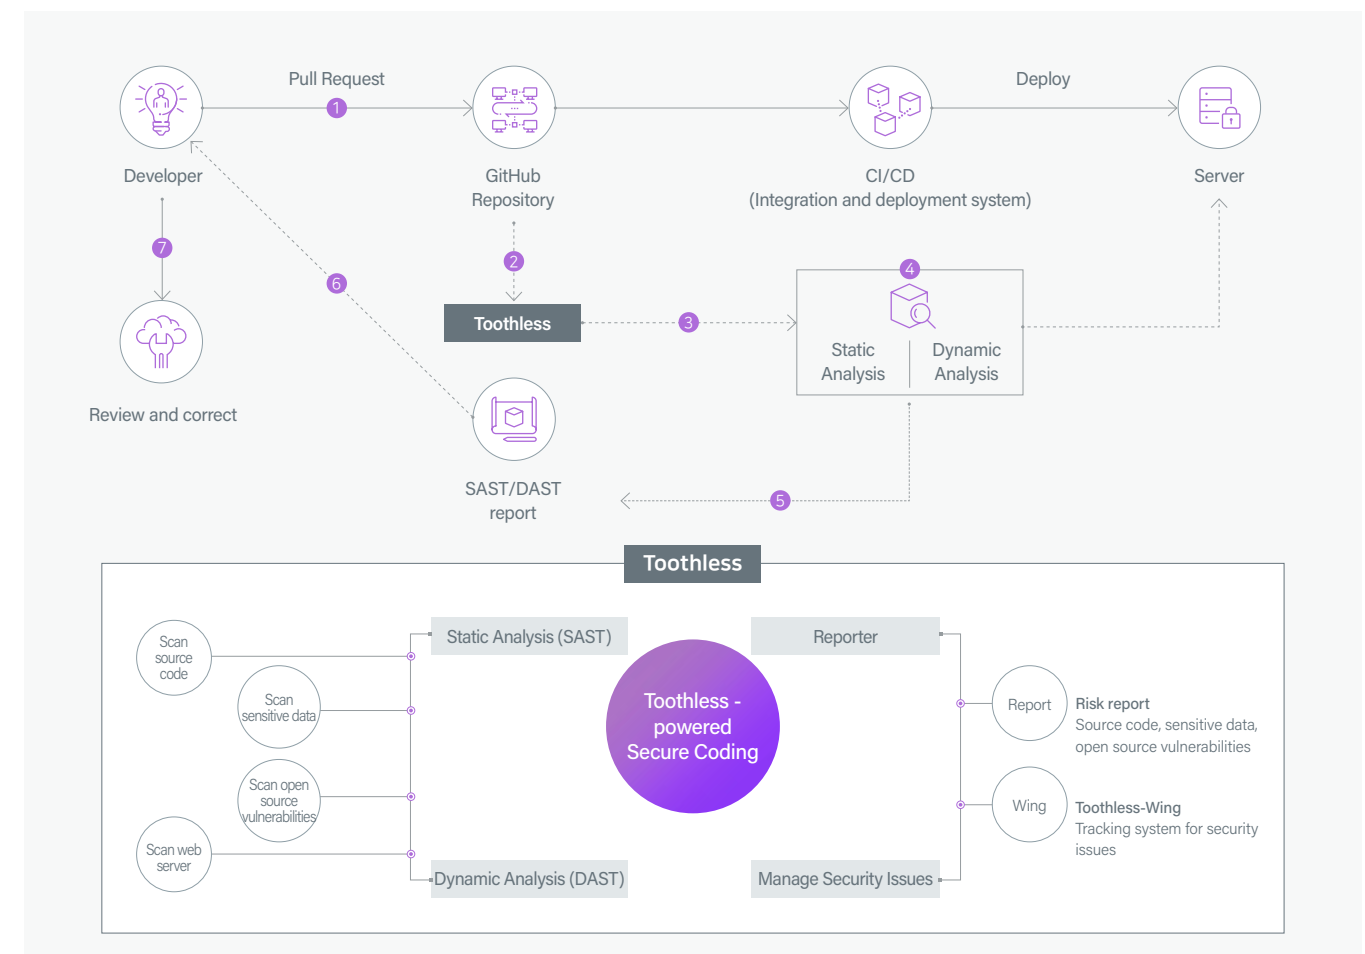 Pull Request
Deploy
1
Developer
GitHub
Repository
CI/CD
(Integration and deployment system)
Server
7
2
6
4
Toothless
3
Static
Analysis
Dynamic
Analysis
Review and correct
SAST/DAST
report
5
Toothless
Static Analysis (SAST)
Scan
source
code
Scan
sensitive data
Scan open
source
vulnerabilities
Scan web
server
Dynamic Analysis (DAST)
Toothless -
powered
Secure Coding
Reporter
Report
Risk report
Source code, sensitive data,
open source vulnerabilities
Wing
Toothless-Wing
Tracking system for security
issues
Manage Security Issues